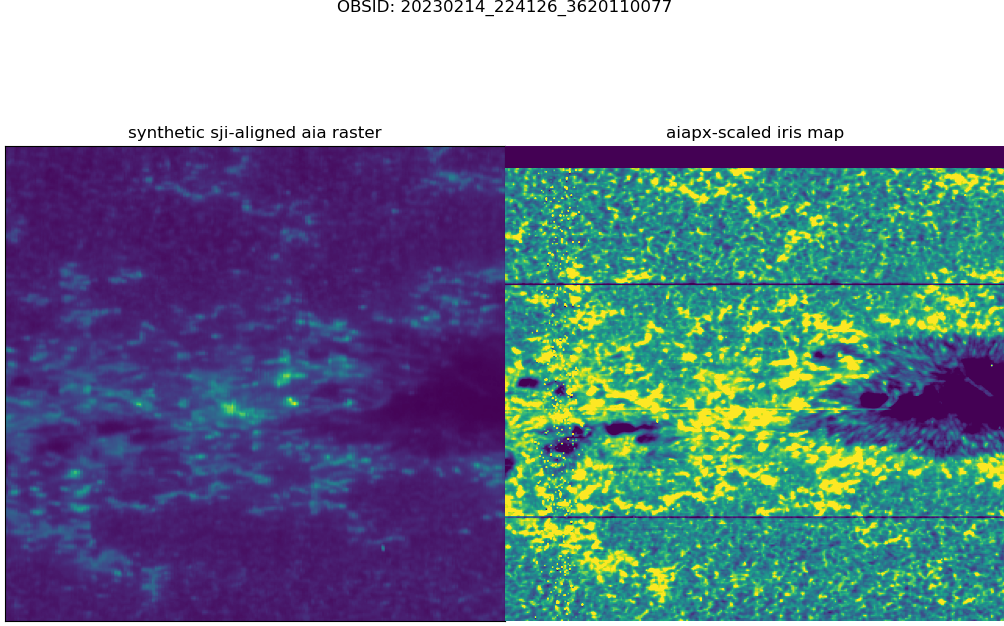 OBSID: 20230214_224126_3620110077
synthetic sji-aligned aia raster
aiapx-scaled iris map